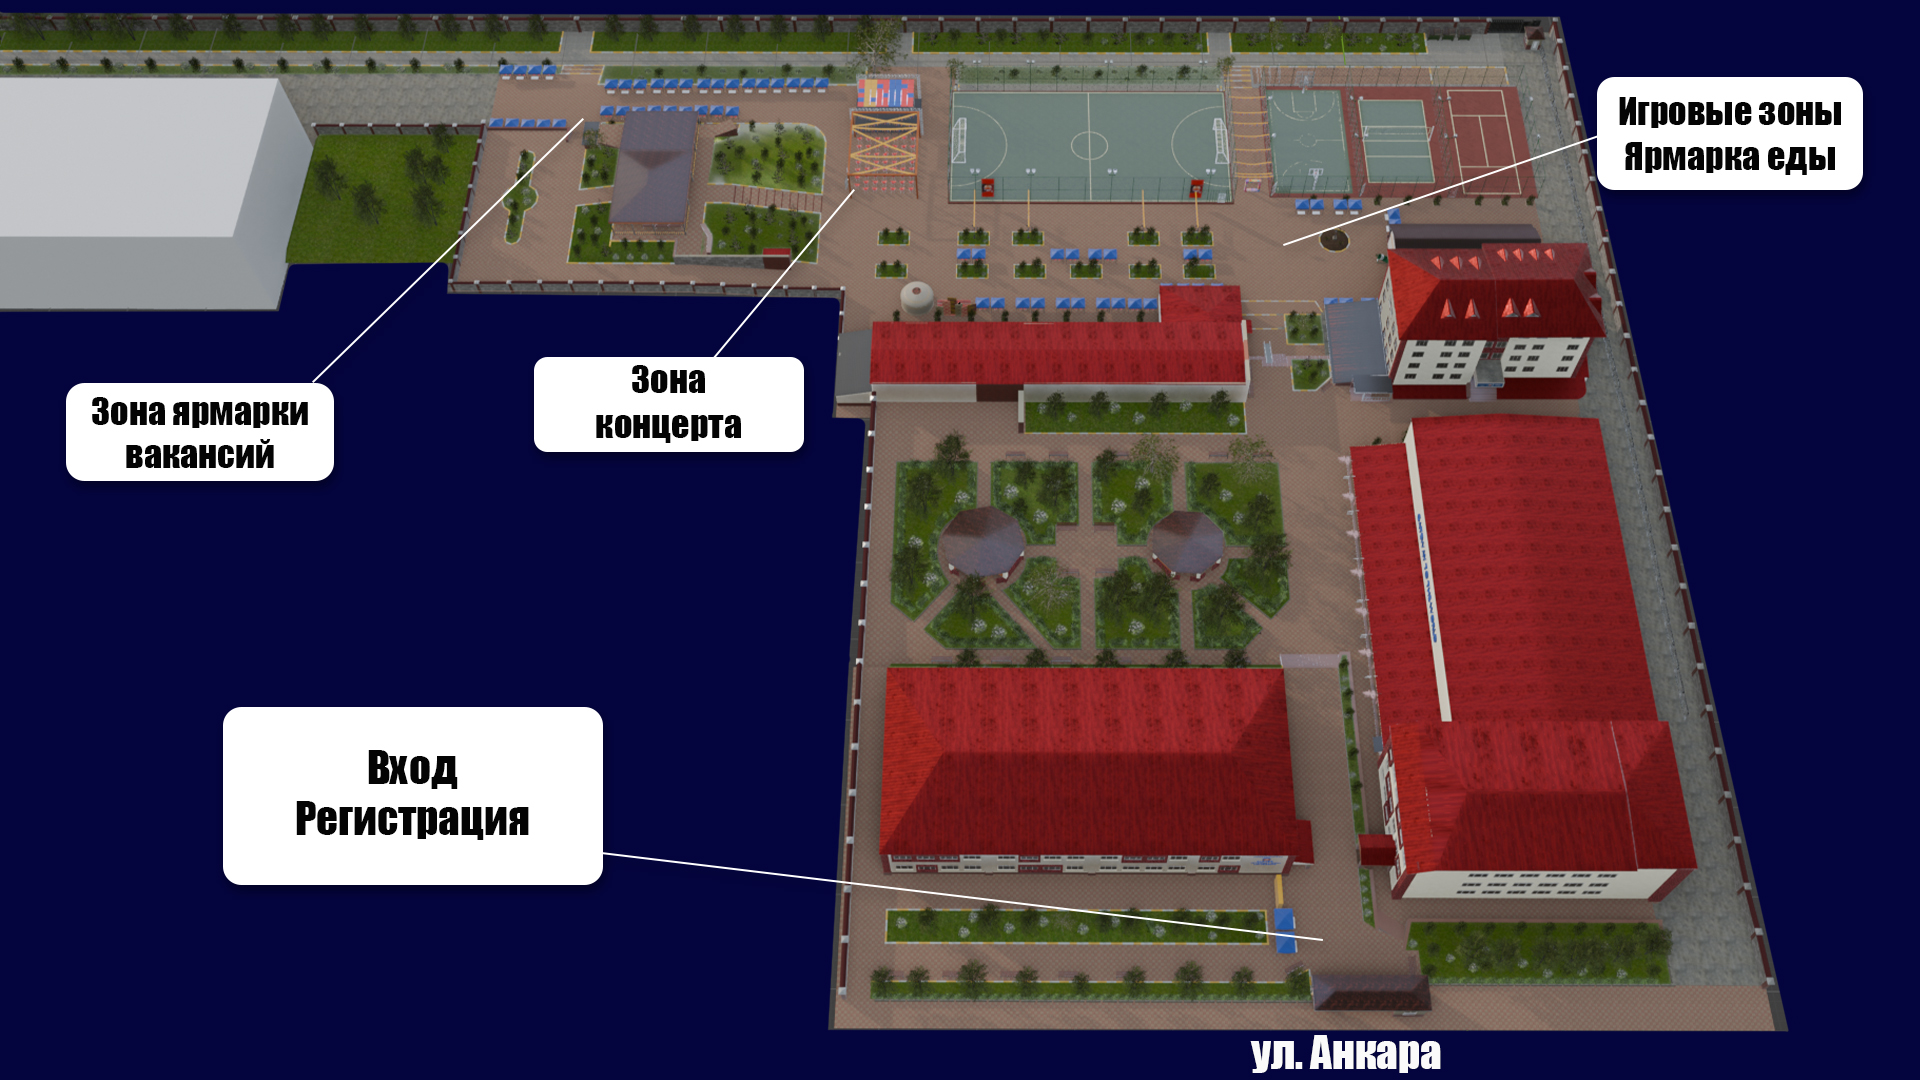 Игровые зоны
Ярмарка еды
Зона
концерта
Зона ярмарки
вакансий
Вход
Регистрация
ул. Анкара